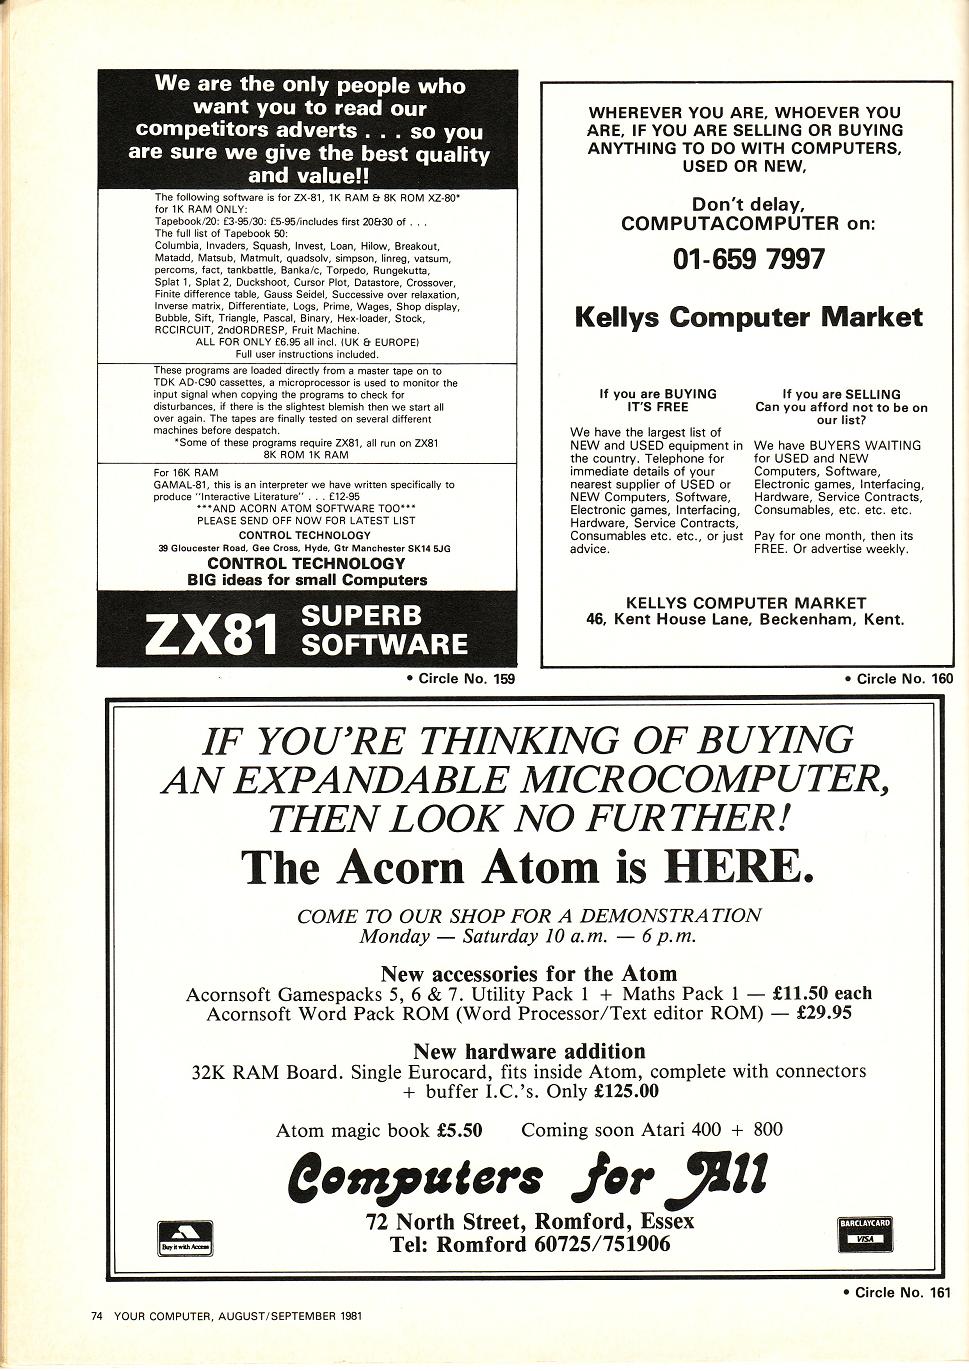 We are the only people who
want you to read our
competitors adverts . . . so you
are sure we give the best quality
and value!!
The following software is for ZX-81, 1K RAM & 8K ROM XZ-80*
for 1K RAM ONLY:
Tapebook/20: £3-95/30: £5-95/includes first 20&30 of . . .
The full list of Tapebook 50:
Columbia, Invaders, Squash, Invest, Loan, Hilow, Breakout,
Matadd, Matsub, Matmult, quadsolv, simpson, linreg, vatsum,
percoms, fact, tankbattle, Banka/c, Torpedo, Rungekutta,
Splat 1, Splat 2, Duckshoot, Cursor Plot, Datastore, Crossover,
Finite difference table, Gauss Seidel, Successive over relaxation,
Inverse matrix, Differentiate, Logs, Prime, Wages, Shop display,
Bubble, Sift, Triangle, Pascal, Binary, Hex-loader, Stock,
RCCIRCUIT, 2ndORDRESP, Fruit Machine.
ALL FOR ONLY £6.95 all incl. (UK & EUROPE)
Full user instructions included.
These programs are loaded directly from a master tape on to
TDK AD-C90 cassettes, a microprocessor is used to monitor the
input signal when copying the programs to check for
disturbances, if there is the slightest blemish then we start all
over again. The tapes are finally tested on several different
machines before despatch.
*Some of these programs require ZX81, all run on ZX81
8K ROM 1K RAM
For 16K RAM
GAMAL-81, this is an interpreter we have written specifically to
produce "Interactive Literature" . . . £12-95
***AND ACORN ATOM SOFTWARE TOO***
PLEASE SEND OFF NOW FOR LATEST LIST
CONTROL TECHNOLOGY
39 Gloucester Road, Gee Cross, Hyde, Gtr Manchester SK14 5JG
CONTROL TECHNOLOGY
BIG ideas for small Computers
ZX81 SUPERB
SOFTWARE
• Circle No. 159
WHEREVER YOU ARE, WHOEVER YOU
ARE, IF YOU ARE SELLING OR BUYING
ANYTHING TO DO WITH COMPUTERS,
USED OR NEW,
Don't delay,
COMPUTACOMPUTER on:
01-659 7997
Kellys Computer Market
If you are BUYING
IT'S FREE
We have the largest list of
NEW and USED equipment in
the country. Telephone for
immediate details of your
nearest supplier of USED or
NEW Computers, Software,
Electronic games, Interfacing,
Hardware, Service Contracts,
Consumables etc. etc., or just
advice.
If you are SELLING
Can you afford not to be on
our list?
We have BUYERS WAITING
for USED and NEW
Computers, Software,
Electronic games, Interfacing,
Hardware, Service Contracts,
Consumables, etc. etc. etc.
Pay for one month, then its
FREE. Or advertise weekly.
KELLYS COMPUTER MARKET
46, Kent House Lane, Beckenham, Kent.
• Circle No. 160
IF YOU'RE THINKING OF BUYING
AN EXPANDABLE MICROCOMPUTER,
THEN LOOK NO FURTHER!
The Acorn Atom is HERE.
COME TO OUR SHOP FOR A DEMONSTRATION
Monday — Saturday 10 a.m. — 6 p.m.
New accessories for the Atom
Acornsoft Gamespacks 5, 6 & 7. Utility Pack 1 + Maths Pack 1 — £11.50 each
Acornsoft Word Pack ROM (Word Processor/Text editor ROM) — £29.95
New hardware addition
32K RAM Board. Single Eurocard, fits inside Atom, complete with connectors
+ buffer I.C.'s. Only £125.00
Atom magic book £5.50 Coming soon Atari 400 + 800
Computers for All
72 North Street, Romford, Essex
Tel: Romford 60725/751906
Buy it with Access
BARCLAYCARD
VISA
• Circle No. 161
74 YOUR COMPUTER, AUGUST/SEPTEMBER 1981